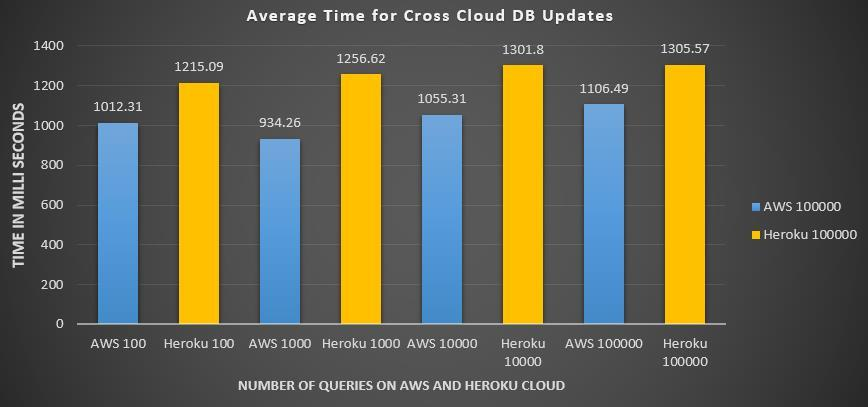 Average Time for Cross Cloud DB Updates
1400
1200
1000
800
600
400
200
0
TIME IN MILLI SECONDS
1012.31
1215.09
934.26
1256.62
1055.31
1301.8
1106.49
1305.57
AWS 100
Heroku 100
AWS 1000
Heroku 1000
AWS 10000
Heroku
10000
AWS 100000
Heroku
100000
NUMBER OF QUERIES ON AWS AND HEROKU CLOUD
AWS 100000
Heroku 100000